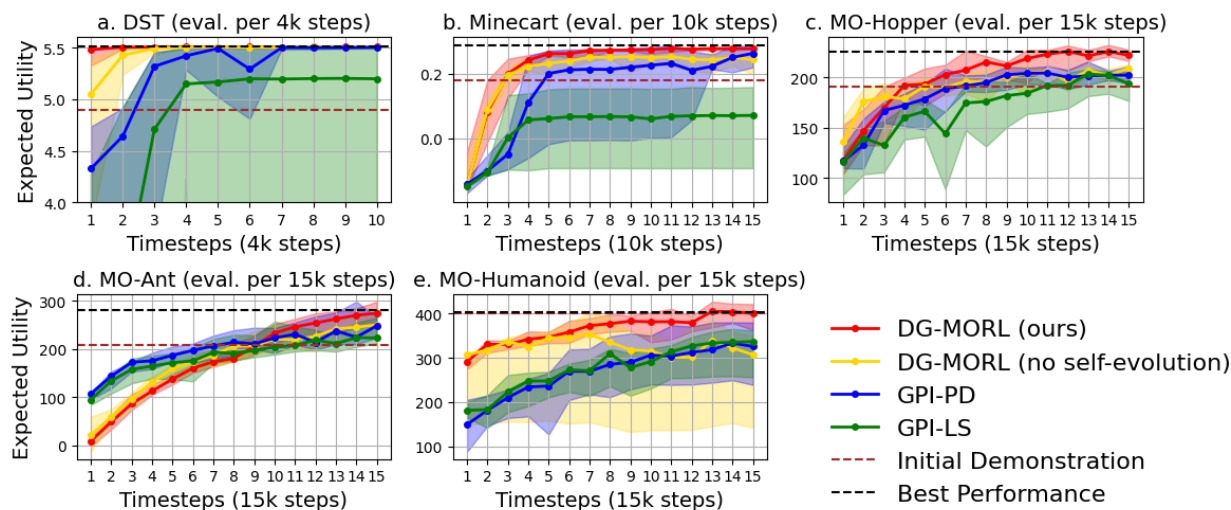 a. DST (eval. per 4k steps)
b. Minecart (eval. per 10k steps)
c. MO-Hopper (eval. per 15k steps)
Expected Utility
5.5
5.0
4.5
4.0
1 2 3 4 5 6 7 8 9 10
Timesteps (4k steps)
0.2
0.0
1 2 3 4 5 6 7 8 9 10 11 12 13 14 15
Timesteps (10k steps)
200
150
100
1 2 3 4 5 6 7 8 9 10 11 12 13 14 15
Timesteps (15k steps)
d. MO-Ant (eval. per 15k steps)
e. MO-Humanoid (eval. per 15k steps)
Expected Utility
300
200
100
0
1 2 3 4 5 6 7 8 9 10 11 12 13 14 15
Timesteps (15k steps)
400
300
200
100
1 2 3 4 5 6 7 8 9 10 11 12 13 14 15
Timesteps (15k steps)
DG-MORL (ours)
DG-MORL (no self-evolution)
GPI-PD
GPI-LS
Initial Demonstration
Best Performance